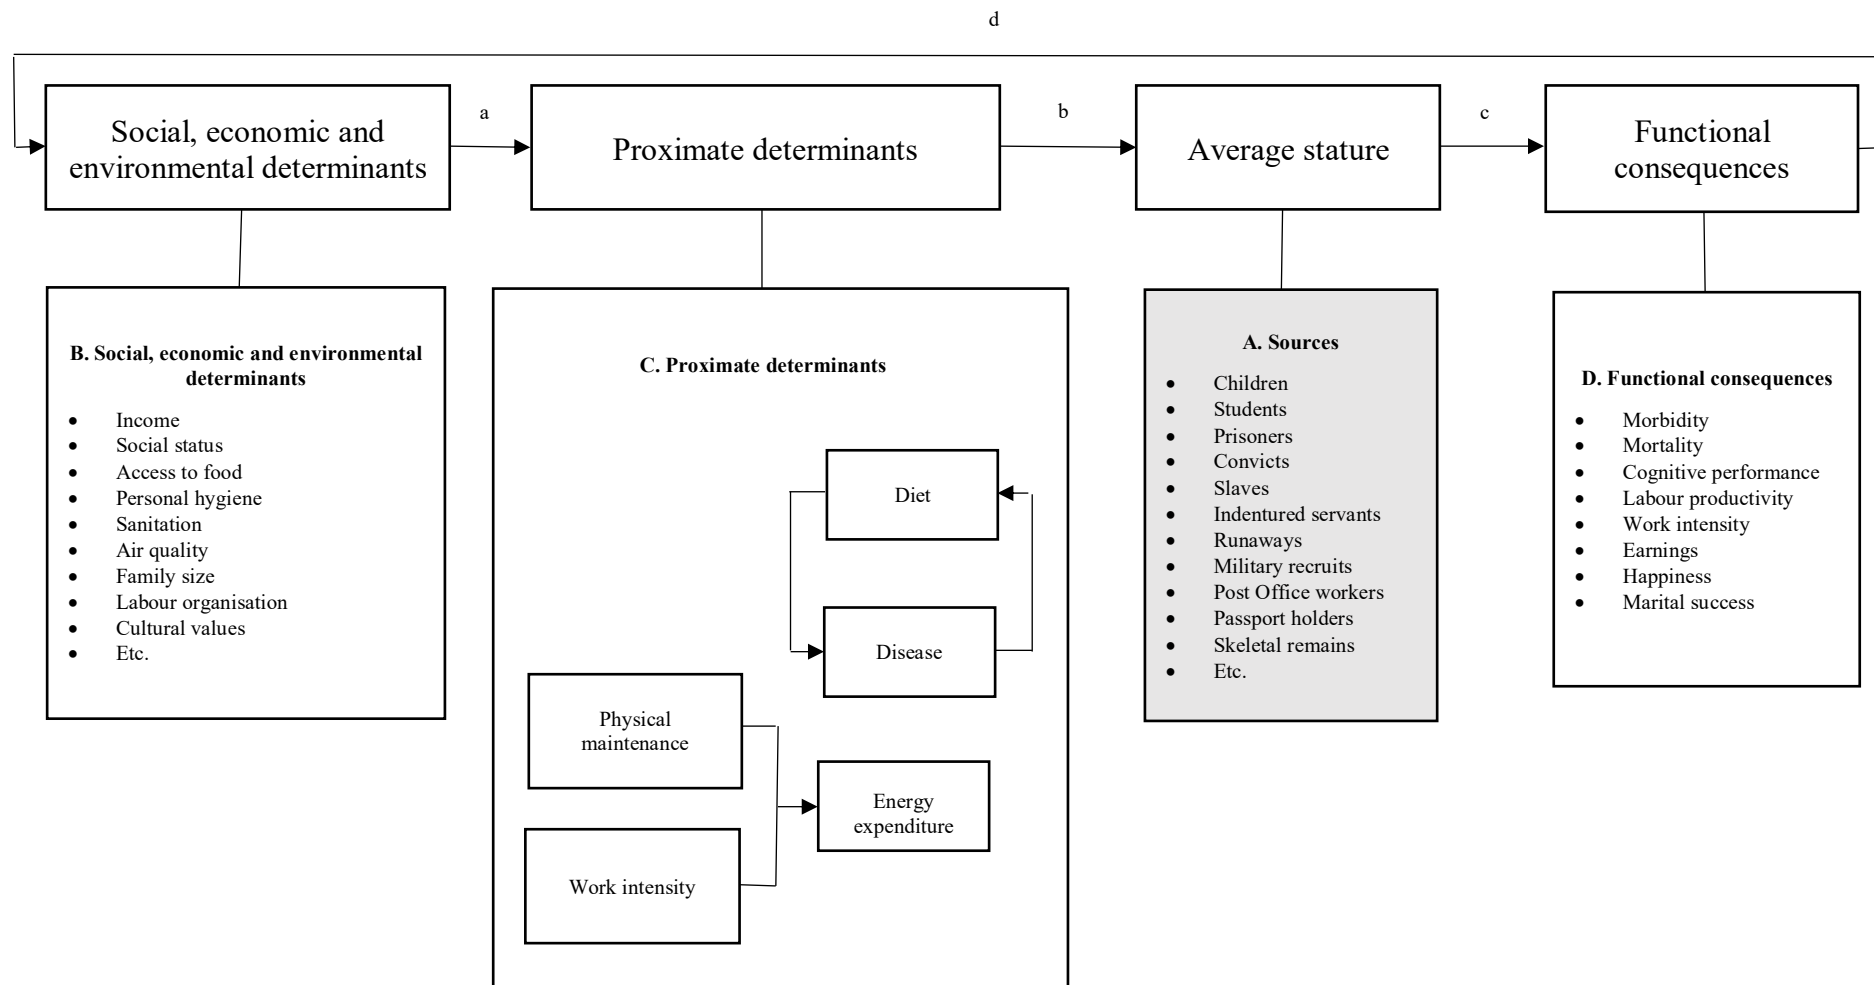 d
Social, economic and
environmental determinants
a
Proximate determinants
b
Average stature
c
Functional
consequences
B. Social, economic and environmental
determinants
• Income
• Social status
• Access to food
• Personal hygiene
• Sanitation
• Air quality
• Family size
• Labour organisation
• Cultural values
• Etc.
C. Proximate determinants
Diet
Disease
Physical
maintenance
Energy
expenditure
Work intensity
A. Sources
• Children
• Students
• Prisoners
• Convicts
• Slaves
• Indentured servants
• Runaways
• Military recruits
• Post Office workers
• Passport holders
• Skeletal remains
• Etc.
D. Functional consequences
• Morbidity
• Mortality
• Cognitive performance
• Labour productivity
• Work intensity
• Earnings
• Happiness
• Marital success